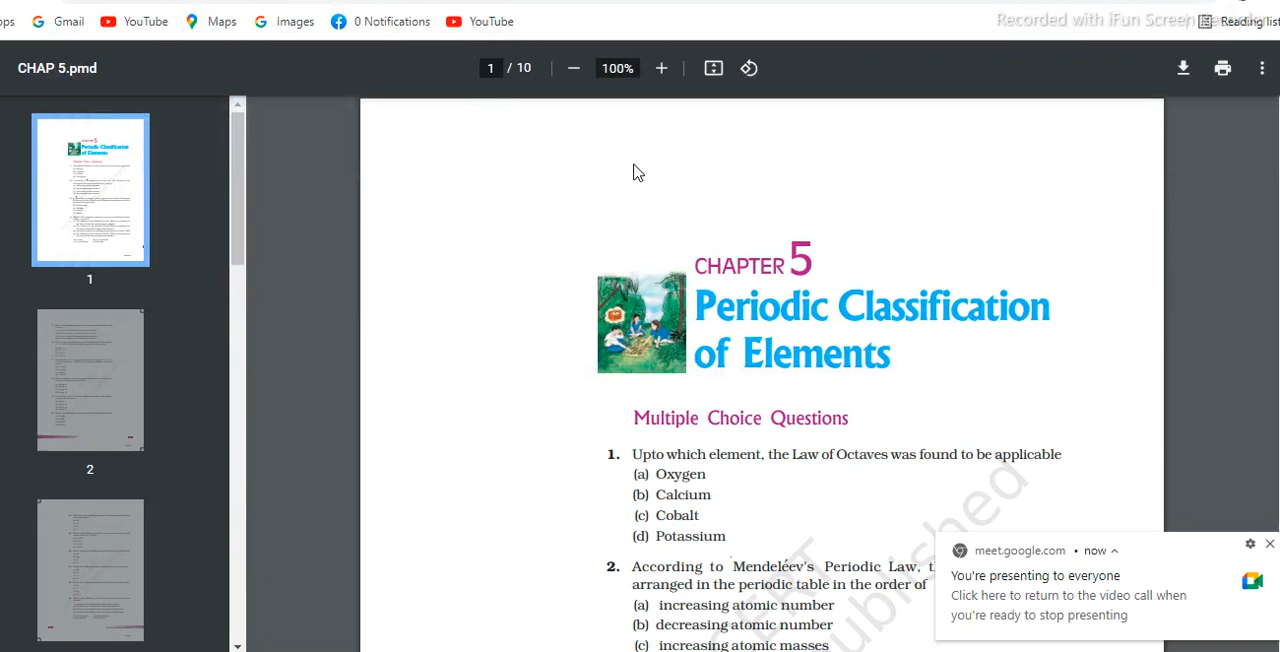 ops Gmail YouTube Maps Images 0 Notifications YouTube Reading list
Recorded with iFun Screen
CHAP 5.pmd 1 / 10 100%
CHAPTER 5
Periodic Classification
of Elements
Multiple Choice Questions
1. Upto which element, the Law of Octaves was found to be applicable
(a) Oxygen
(b) Calcium
(c) Cobalt
(d) Potassium
2. According to Mendeléev's Periodic Law, t
arranged in the periodic table in the order of
(a) increasing atomic number
(b) decreasing atomic number
(c) increasing atomic masses
1
2
meet.google.com • now
You're presenting to everyone
Click here to return to the video call when
you're ready to stop presenting
ublished